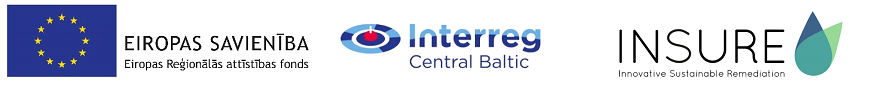 EIROPAS SAVIENĪBA
Eiropas Reģionālās attīstības fonds
Interreg
Central Baltic
INSURE
Innovative Sustainable Remediation